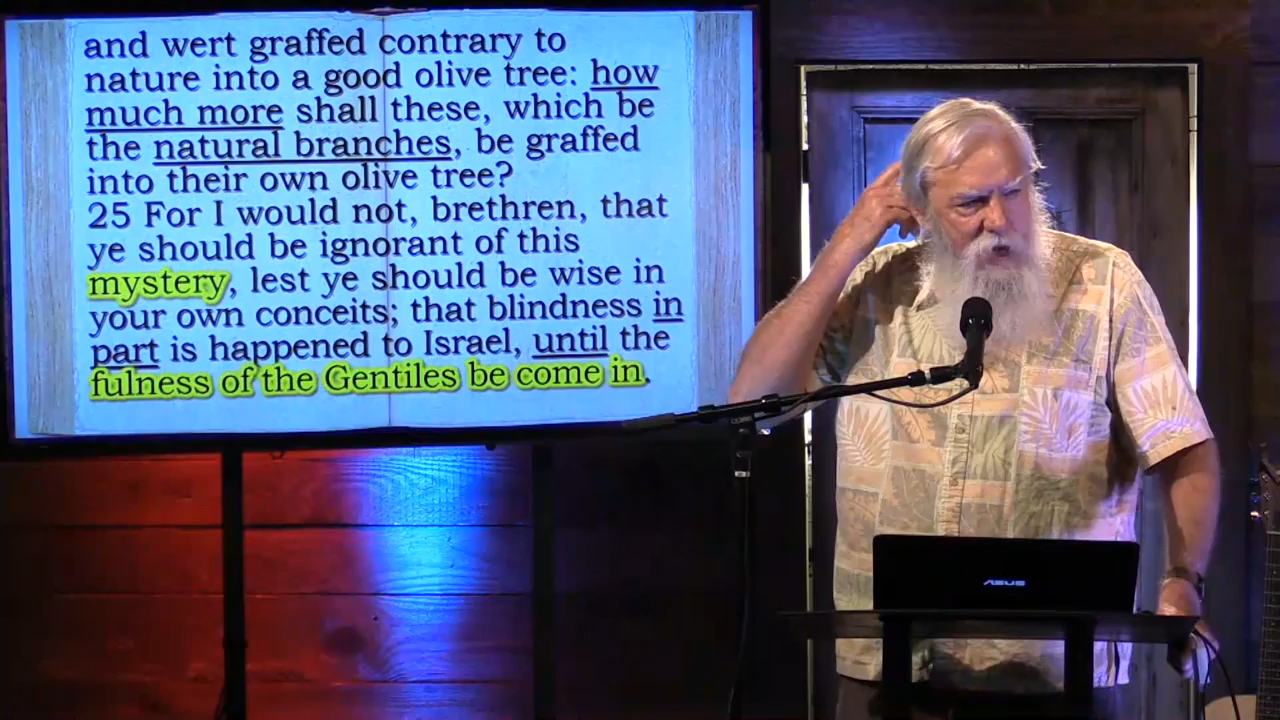 and wert graffed contrary to
nature into a good olive tree: how
much more shall these, which be
the natural branches, be graffed
into their own olive tree?
25 For I would not, brethren, that
ye should be ignorant of this
mystery, lest ye should be wise in
your own conceits; that blindness in
part is happened to Israel, until the
fulness of the Gentiles be come in.
ASUS